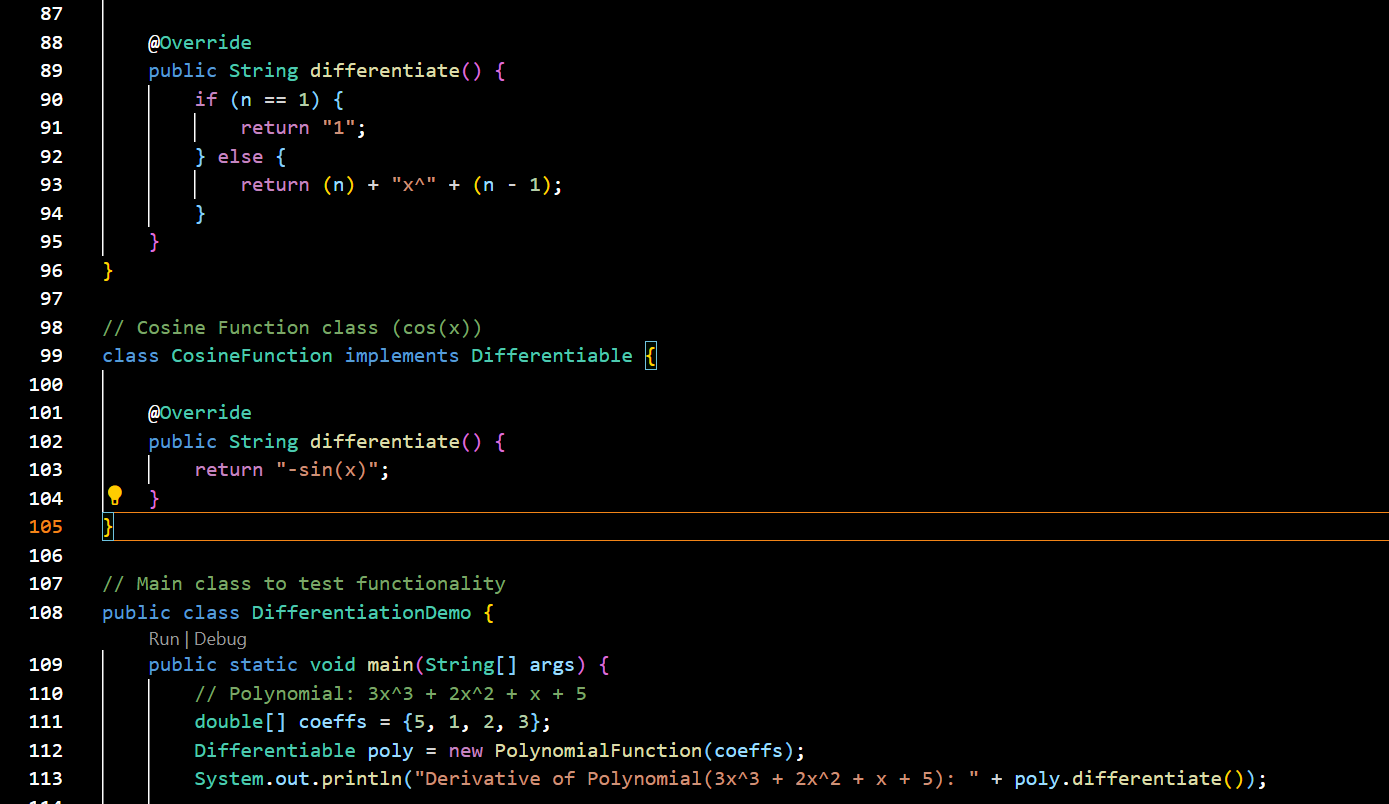 87
88 @Override
89 public String differentiate() {
90 if (n == 1) {
91 return "1";
92 } else {
93 return (n) + "x^" + (n - 1);
94 }
95 }
96 }
97
98 // Cosine Function class (cos(x))
99 class CosineFunction implements Differentiable {
100
101 @Override
102 public String differentiate() {
103 return "-sin(x)";
104 }
105 }
106
107 // Main class to test functionality
108 public class DifferentiationDemo {
Run | Debug
109 public static void main(String[] args) {
110 // Polynomial: 3x^3 + 2x^2 + x + 5
111 double[] coeffs = {5, 1, 2, 3};
112 Differentiable poly = new PolynomialFunction(coeffs);
113 System.out.println("Derivative of Polynomial(3x^3 + 2x^2 + x + 5): " + poly.differentiate());